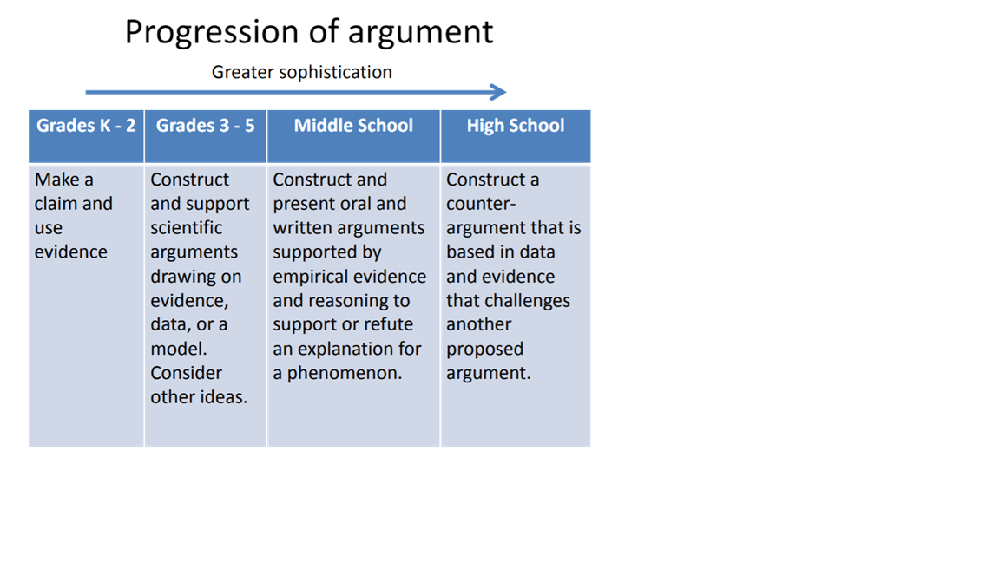 Progression of argument
Greater sophistication
Grades K - 2
Grades 3 - 5
Middle School
High School
Make a
claim and
use
evidence
Construct
and support
scientific
arguments
drawing on
evidence,
data, or a
model.
Consider
other ideas.
Construct and
present oral and
written arguments
supported by
empirical evidence
and reasoning to
support or refute
an explanation for
a phenomenon.
Construct a
counter-
argument that is
based in data
and evidence
that challenges
another
proposed
argument.